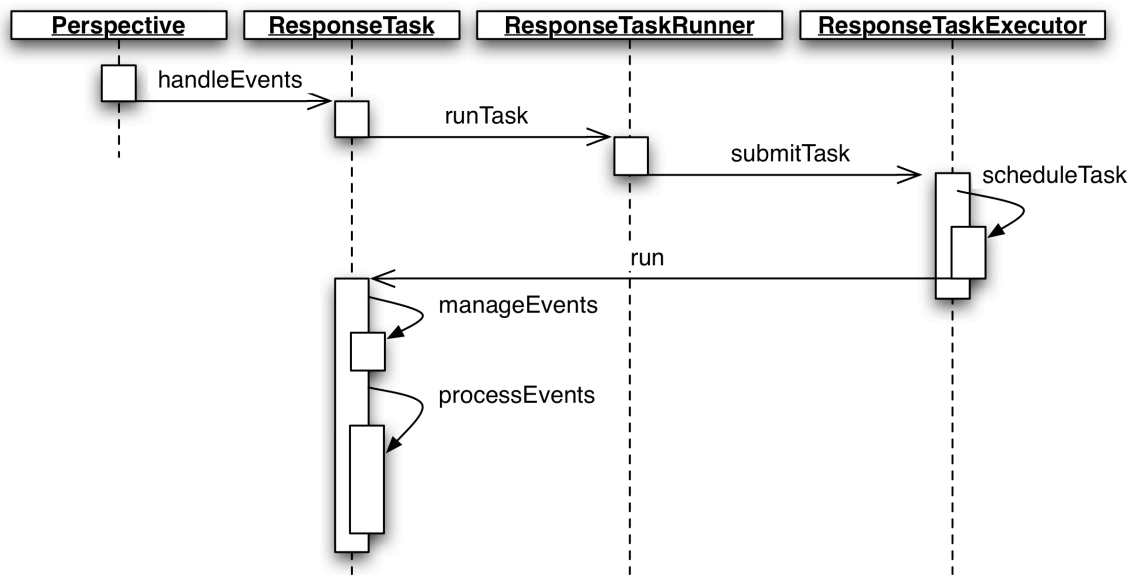 Perspective
ResponseTask
ResponseTaskRunner
ResponseTaskExecutor
handleEvents
runTask
submitTask
scheduleTask
run
manageEvents
processEvents